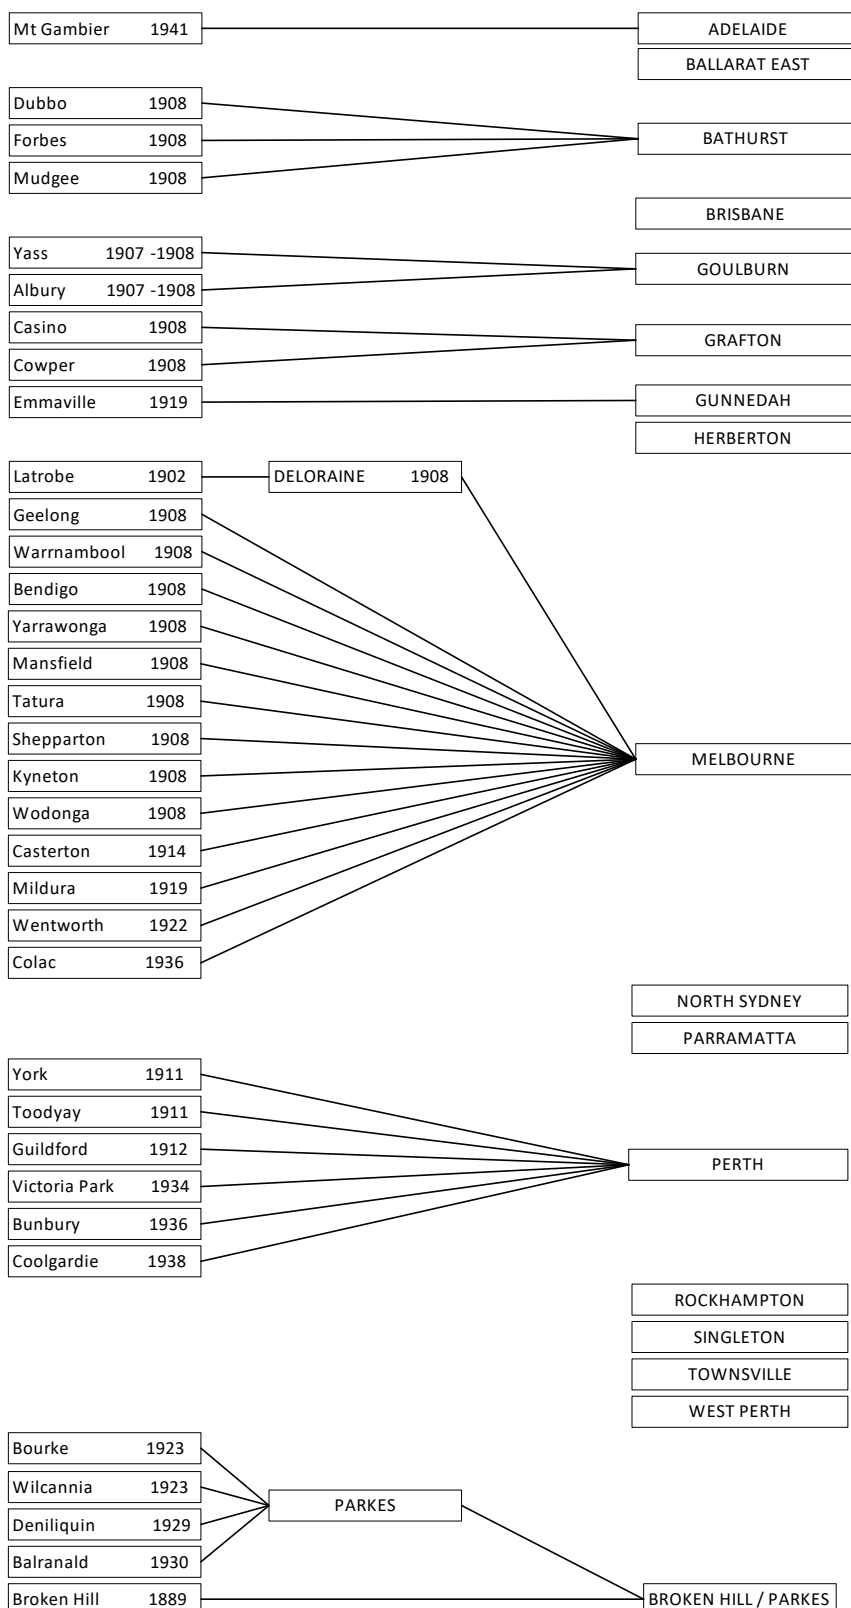 Mt Gambier 1941 ADELAIDE
BALLARAT EAST
Dubbo 1908
Forbes 1908 BATHURST
Mudgee 1908
BRISBANE
Yass 1907 -1908
GOULBURN
Albury 1907 -1908
Casino 1908
GRAFTON
Cowper 1908
Emmaville 1919 GUNNEDAH
HERBERTON
Latrobe 1902 DELORAINE 1908
Geelong 1908
Warrnambool 1908
Bendigo 1908
Yarrawonga 1908
Mansfield 1908
Tatura 1908
Shepparton 1908
MELBOURNE
Kyneton 1908
Wodonga 1908
Casterton 1914
Mildura 1919
Wentworth 1922
Colac 1936
NORTH SYDNEY
PARRAMATTA
York 1911
Toodyay 1911
Guildford 1912
PERTH
Victoria Park 1934
Bunbury 1936
Coolgardie 1938
ROCKHAMPTON
SINGLETON
TOWNSVILLE
WEST PERTH
Bourke 1923
Wilcannia 1923
PARKES
Deniliquin 1929
Balranald 1930
Broken Hill 1889 BROKEN HILL / PARKES